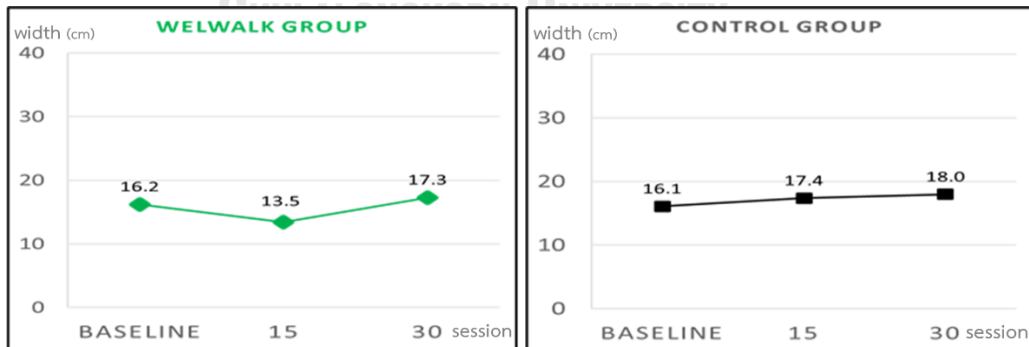 WELWALK GROUP
width (cm)
40
30
20
10
0
16.2
13.5
17.3
BASELINE 15 30 session
CONTROL GROUP
width (cm)
40
30
20
10
0
16.1
17.4
18.0
BASELINE 15 30 session